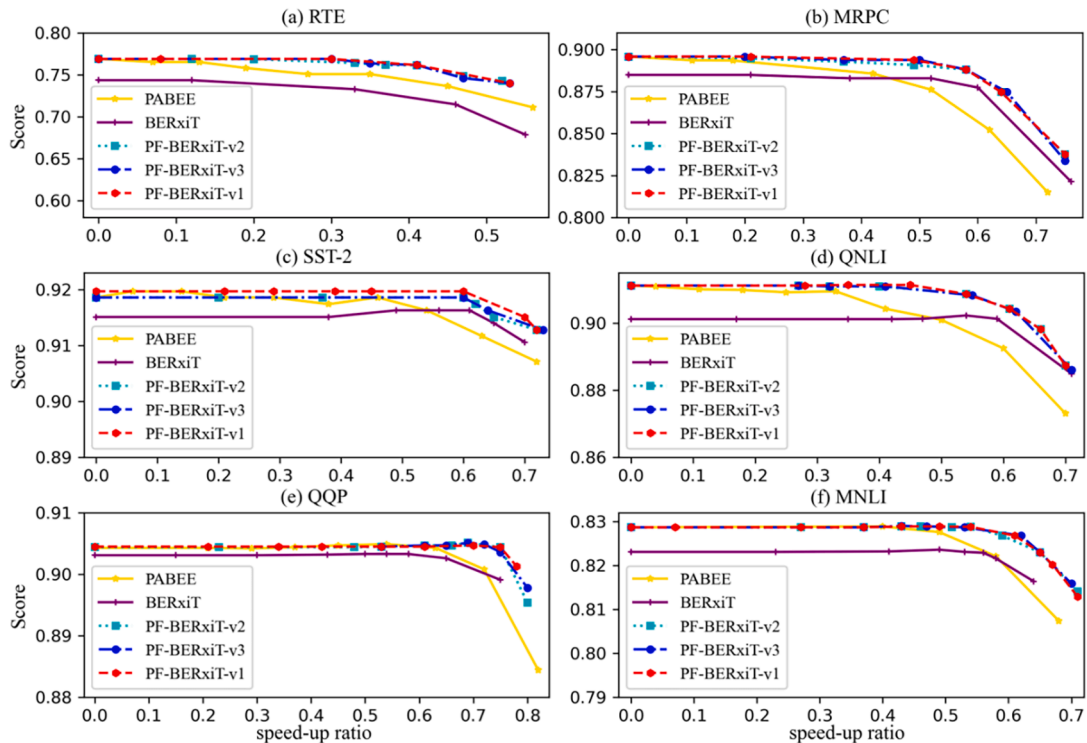 (a) RTE
0.80
0.75
0.70
0.65
0.60
Score
PABEE
BERxiT
PF-BERxiT-v2
PF-BERxiT-v3
PF-BERxiT-v1
0.0 0.1 0.2 0.3 0.4 0.5
(b) MRPC
0.900
0.875
0.850
0.825
0.800
PABEE
BERxiT
PF-BERxiT-v2
PF-BERxiT-v3
PF-BERxiT-v1
0.0 0.1 0.2 0.3 0.4 0.5 0.6 0.7
(c) SST-2
0.92
0.91
0.90
0.89
Score
PABEE
BERxiT
PF-BERxiT-v2
PF-BERxiT-v3
PF-BERxiT-v1
0.0 0.1 0.2 0.3 0.4 0.5 0.6 0.7
(d) QNLI
0.90
0.88
0.86
PABEE
BERxiT
PF-BERxiT-v2
PF-BERxiT-v3
PF-BERxiT-v1
0.0 0.1 0.2 0.3 0.4 0.5 0.6 0.7
(e) QQP
0.91
0.90
0.89
0.88
Score
PABEE
BERxiT
PF-BERxiT-v2
PF-BERxiT-v3
PF-BERxiT-v1
0.0 0.1 0.2 0.3 0.4 0.5 0.6 0.7 0.8
speed-up ratio
(f) MNLI
0.83
0.82
0.81
0.80
0.79
PABEE
BERxiT
PF-BERxiT-v2
PF-BERxiT-v3
PF-BERxiT-v1
0.0 0.1 0.2 0.3 0.4 0.5 0.6 0.7
speed-up ratio